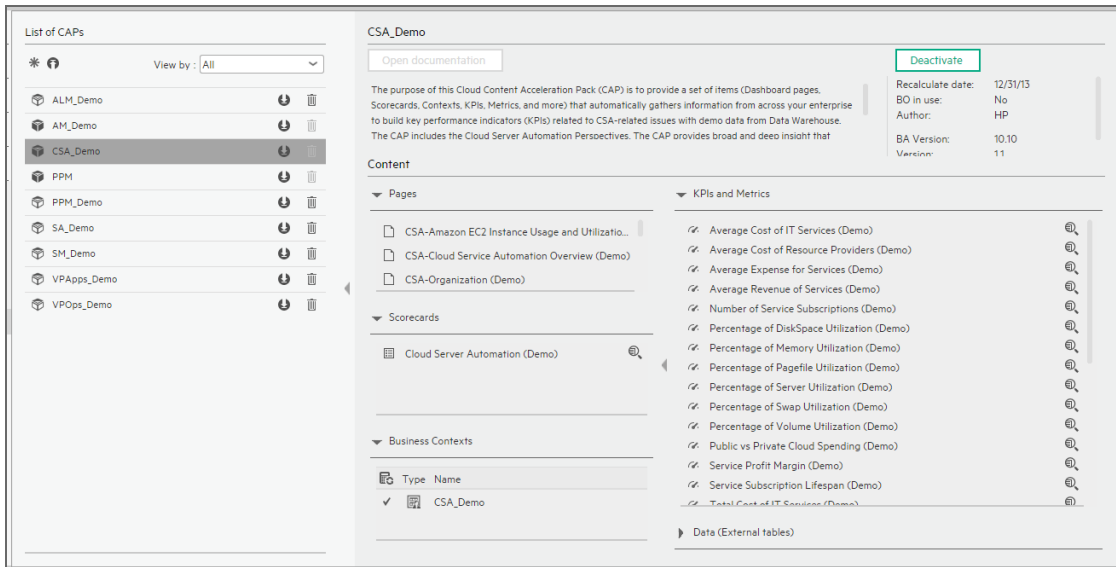 List of CAPs
View by : All
ALM_Demo
AM_Demo
CSA_Demo
PPM
PPM_Demo
SA_Demo
SM_Demo
VPApps_Demo
VPOps_Demo
CSA_Demo
Open documentation
The purpose of this Cloud Content Acceleration Pack (CAP) is to provide a set of items (Dashboard pages,
Scorecards, Contexts, KPIs, Metrics, and more) that automatically gathers information from across your enterprise
to build key performance indicators (KPIs) related to CSA-related issues with demo data from Data Warehouse.
The CAP includes the Cloud Server Automation Perspectives. The CAP provides broad and deep insight that
Deactivate
Recalculate date: 12/31/13
BO in use: No
Author: HP
BA Version: 10.10
Version: 1.1
Content
Pages
CSA-Amazon EC2 Instance Usage and Utilizatio...
CSA-Cloud Service Automation Overview (Demo)
CSA-Organization (Demo)
Scorecards
Cloud Server Automation (Demo)
Business Contexts
Type Name
CSA_Demo
KPIs and Metrics
Average Cost of IT Services (Demo)
Average Cost of Resource Providers (Demo)
Average Expense for Services (Demo)
Average Revenue of Services (Demo)
Number of Service Subscriptions (Demo)
Percentage of DiskSpace Utilization (Demo)
Percentage of Memory Utilization (Demo)
Percentage of Pagefile Utilization (Demo)
Percentage of Server Utilization (Demo)
Percentage of Swap Utilization (Demo)
Percentage of Volume Utilization (Demo)
Public vs Private Cloud Spending (Demo)
Service Profit Margin (Demo)
Service Subscription Lifespan (Demo)
Total Cost of IT Services (Demo)
Data (External tables)